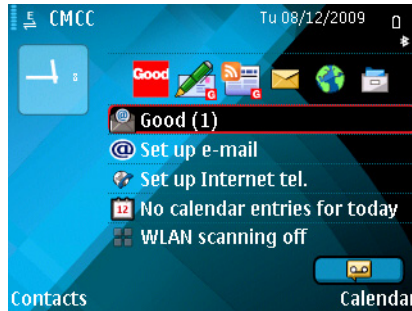 E CMCC
Tu 08/12/2009
Good
G
G
Good (1)
@ Set up e-mail
Set up Internet tel.
12 No calendar entries for today
WLAN scanning off
Contacts
Calendar